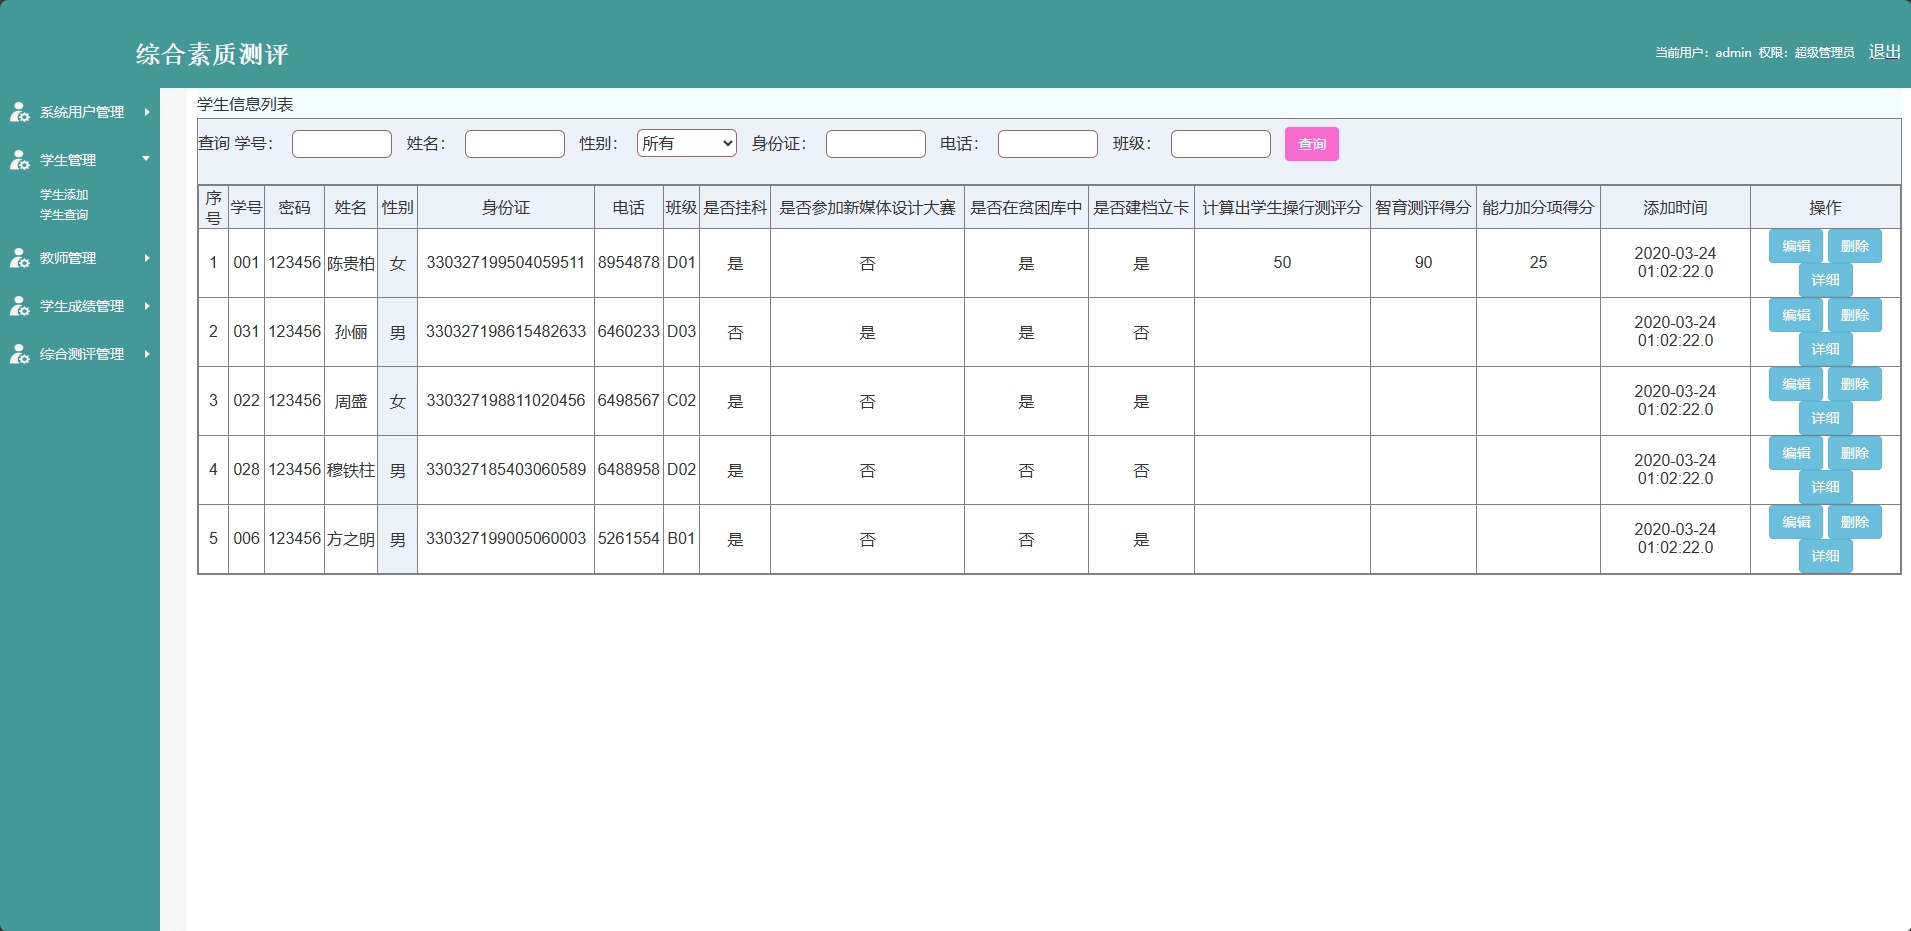 综合素质测评
当前用户：admin 权限：超级管理员 退出
系统用户管理
学生管理
学生添加
学生查询
教师管理
学生成绩管理
综合测评管理
学生信息列表
查询 学号： 姓名： 性别： 所有 身份证： 电话： 班级： 查询
序号 学号 密码 姓名 性别 身份证 电话 班级 是否挂科 是否参加新媒体设计大赛 是否在贫困库中 是否建档立卡 计算出学生操行测评分 智育测评得分 能力加分项得分 添加时间 操作
1 001 123456 陈贵柏 女 330327199504059511 8954878 D01 是 否 是 是 50 90 25 2020-03-24 01:02:22.0 编辑 删除 详细
2 031 123456 孙俪 男 330327198615482633 6460233 D03 否 是 是 否 2020-03-24 01:02:22.0 编辑 删除 详细
3 022 123456 周盛 女 330327198811020456 6498567 C02 是 否 是 是 2020-03-24 01:02:22.0 编辑 删除 详细
4 028 123456 穆铁柱 男 330327185403060589 6488958 D02 是 否 否 否 2020-03-24 01:02:22.0 编辑 删除 详细
5 006 123456 方之明 男 330327199005060003 5261554 B01 是 否 否 是 2020-03-24 01:02:22.0 编辑 删除 详细